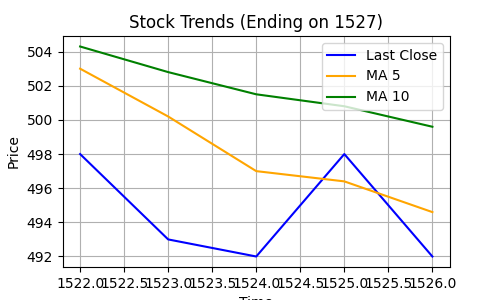 Stock Trends (Ending on 1527)
Last Close
MA 5
MA 10
Price
504
502
500
498
496
494
492
1522.0 1522.5 1523.0 1523.5 1524.0 1524.5 1525.0 1525.5 1526.0
Time